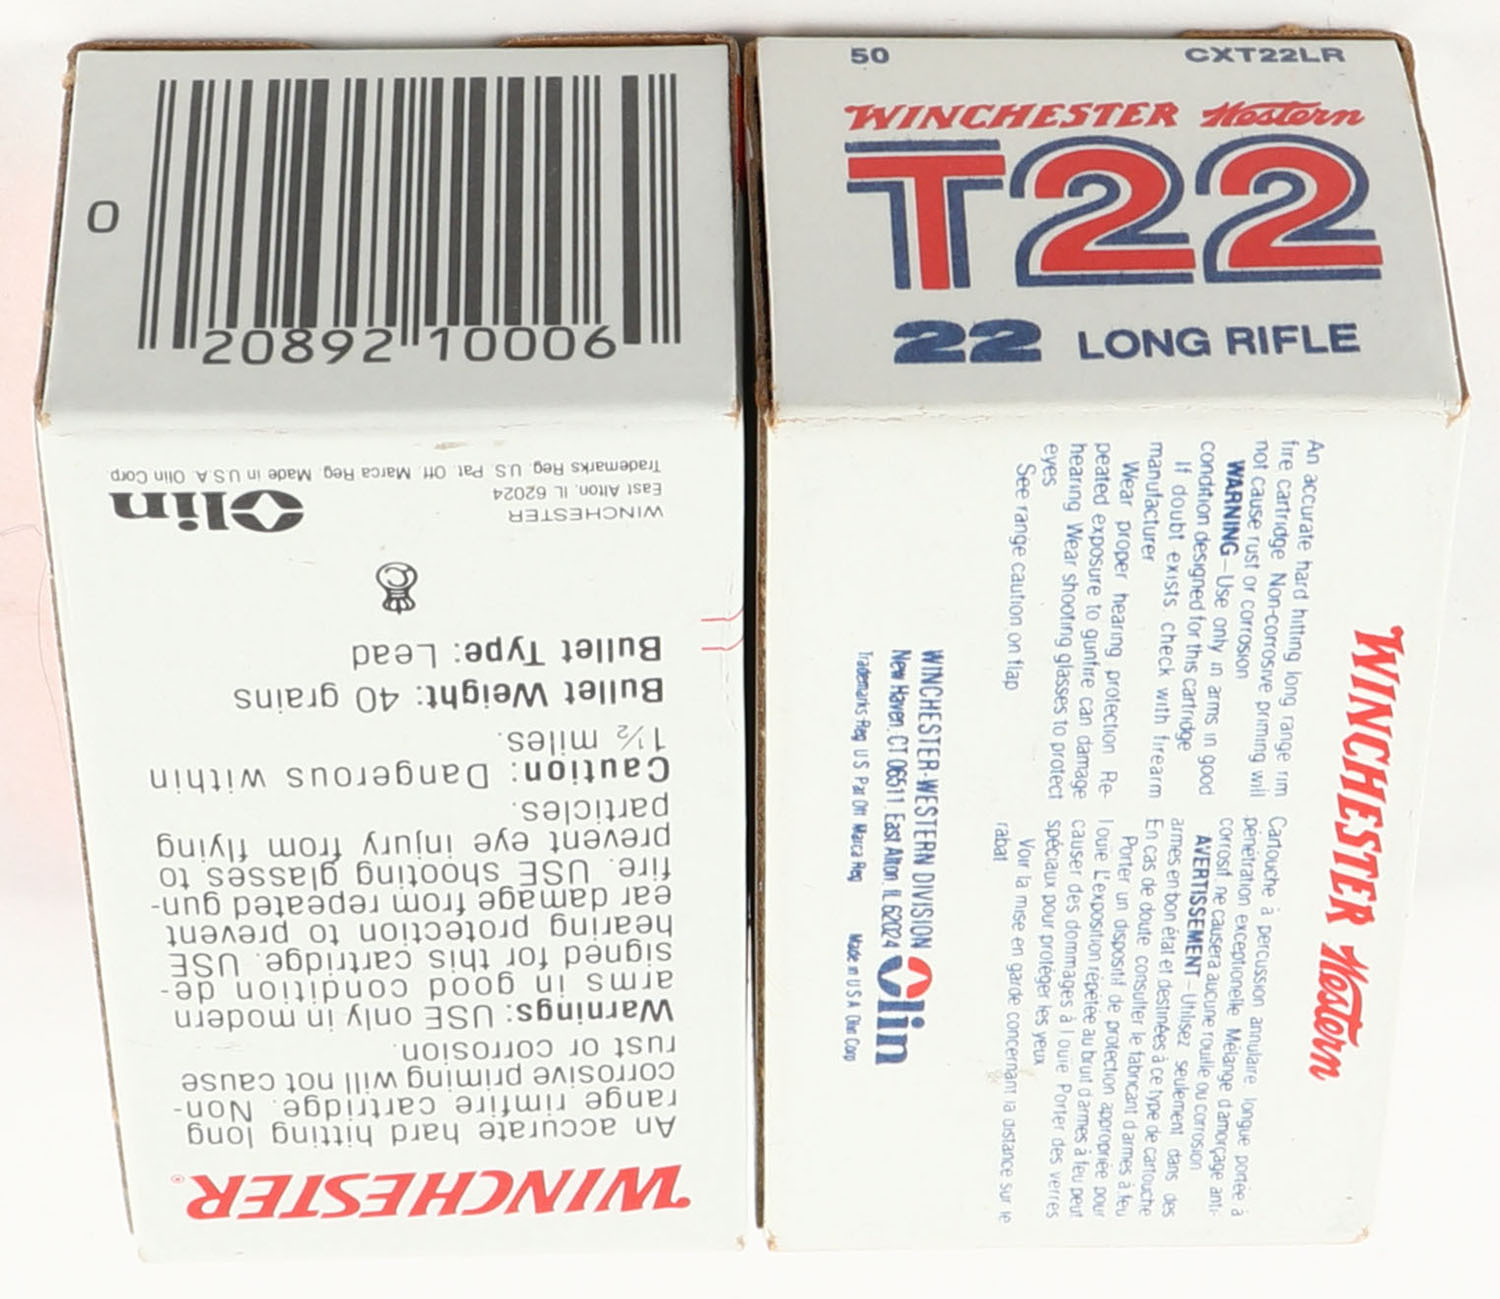 0
20892 10006
WINCHESTER®
An accurate hard hitting long
range rimfire cartridge. Non-
corrosive priming will not cause
rust or corrosion.
Warnings: USE only in modern
arms in good condition de-
signed for this cartridge. USE
hearing protection to prevent
ear damage from repeated gun-
fire. USE shooting glasses to
prevent eye injury from flying
particles.
Caution: Dangerous within
1½ miles.
Bullet Weight: 40 grains
Bullet Type: Lead
WINCHESTER
East Alton, IL 62024
Trademarks Reg. U.S. Pat. Off. Marca Reg. Made in U.S.A. Olin Corp
Olin
50 CXT22LR
WINCHESTER Western
T22
22 LONG RIFLE
WINCHESTER Western
An accurate hard hitting long range rim
fire cartridge Non-corrosive priming will
not cause rust or corrosion
WARNING – Use only in arms in good
condition designed for this cartridge
If doubt exists, check with firearm
manufacturer
Wear proper hearing protection Re-
peated exposure to gunfire can damage
hearing Wear shooting glasses to protect
eyes
See range caution on flap
Cartouche à percussion annulaire longue portée à
pénétration exceptionelle Mélange d'amorçage anti-
corrosif ne causera aucune rouille ou corrosion
AVERTISSEMENT – Utilisez seulement dans des
armes en bon état et destinées à ce type de cartouche
En cas de doute consulter le fabricant d'armes à feu
Porter un dispositif de protection appropriée pour
l'ouie L'exposition répétée au bruit d'armes à feu peut
causer des dommages à l'ouie Porter des verres
spéciaux pour protéger les yeux
Voir la mise en garde concernant la distance sur le
rabat
WINCHESTER-WESTERN DIVISION
New Haven, CT 06511 East Alton, IL 62024
Trademarks Reg U S Pat Off Marca Reg Made in U S A Olin Corp
Olin